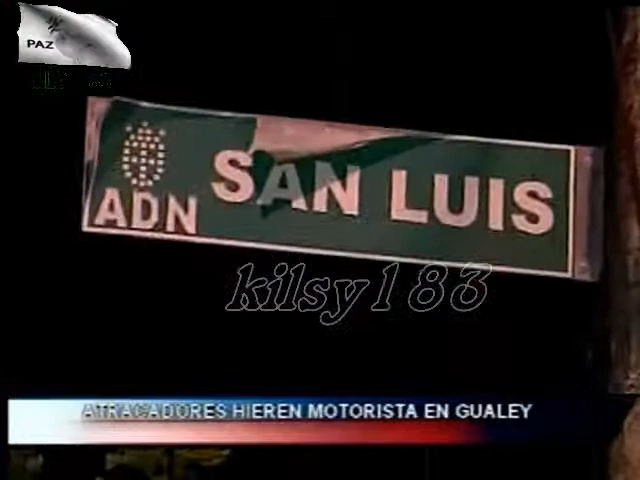 PAZ
SAN LUIS
ADN
kilsy183
ATRACADORES HIEREN MOTORISTA EN GUALEY